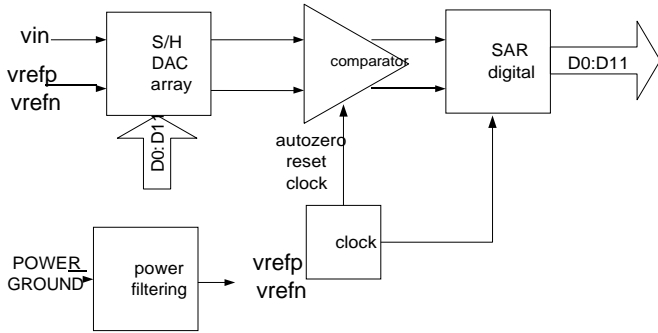 vin
vrefp
vrefn
S/H
DAC
array
comparator
SAR
digital
D0:D11
D0:D11
autozero
reset
clock
clock
POWER
GROUND
power
filtering
vrefp
vrefn